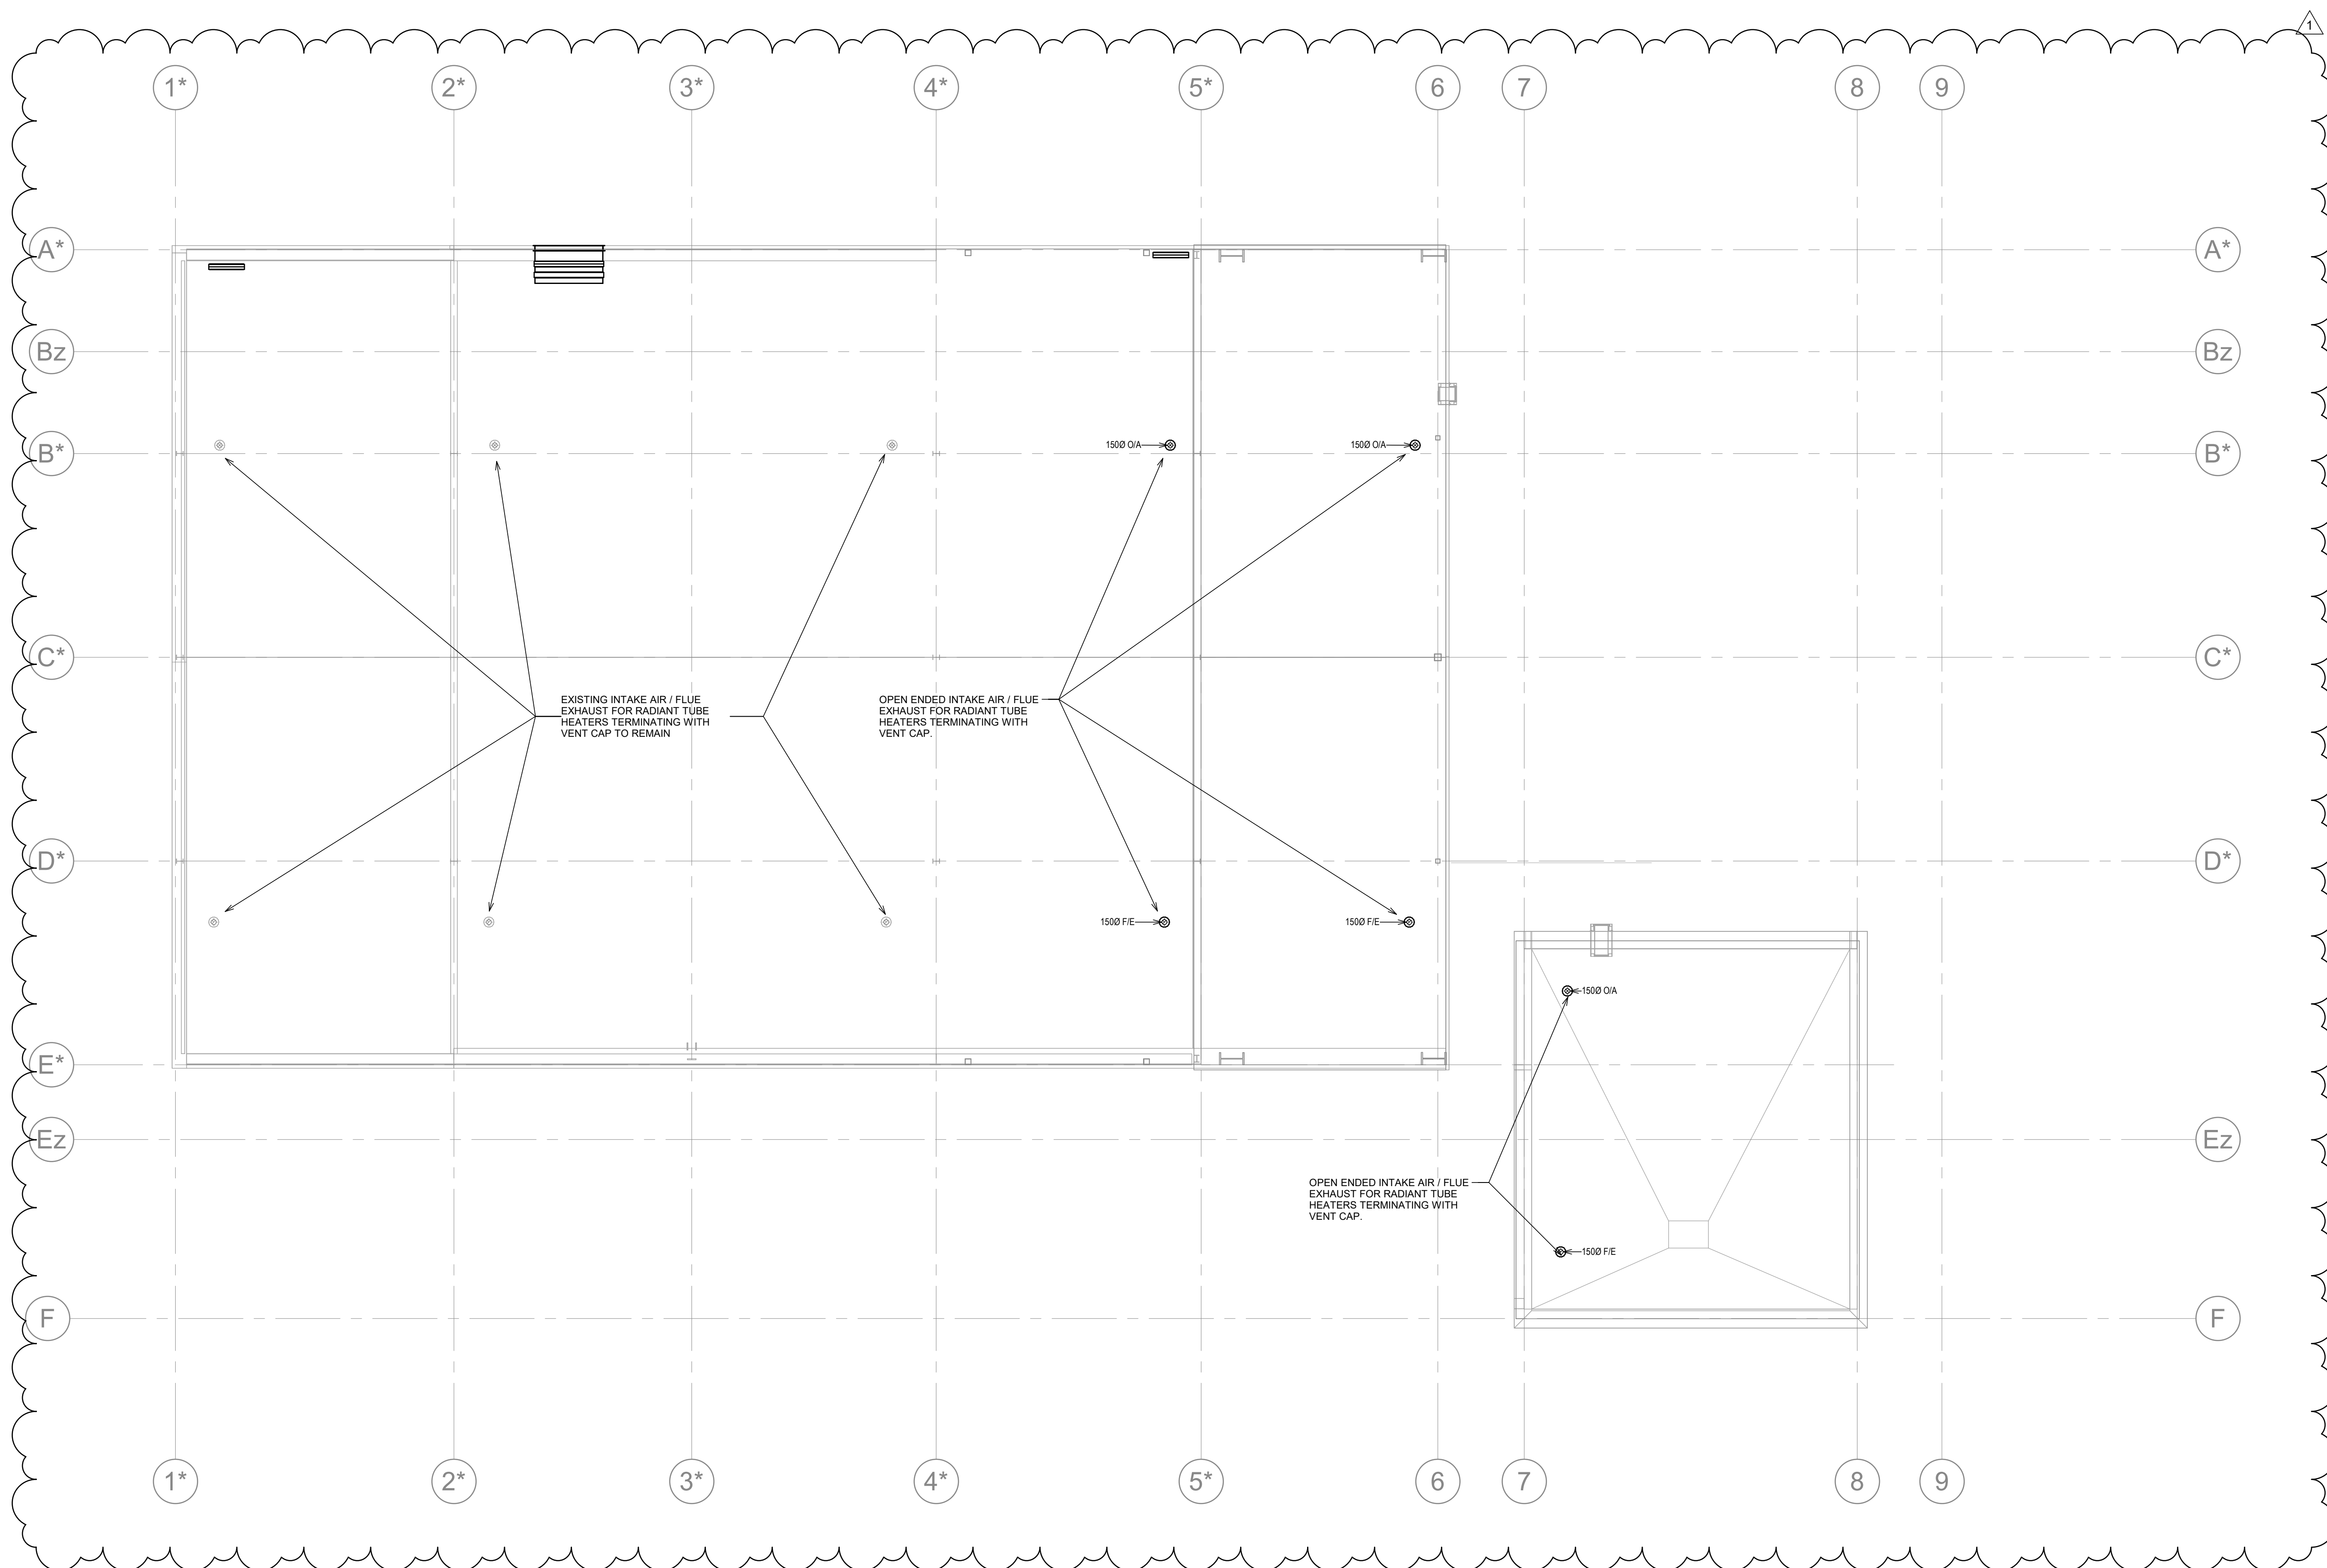 1
1*
2*
3*
4*
5*
6
7
8
9
A*
A*
Bz
Bz
150Ø O/A
150Ø O/A
B*
B*
C*
C*
EXISTING INTAKE AIR / FLUE
EXHAUST FOR RADIANT TUBE
HEATERS TERMINATING WITH
VENT CAP TO REMAIN
OPEN ENDED INTAKE AIR / FLUE
EXHAUST FOR RADIANT TUBE
HEATERS TERMINATING WITH
VENT CAP.
D*
D*
150Ø F/E
150Ø F/E
150Ø O/A
E*
Ez
Ez
OPEN ENDED INTAKE AIR / FLUE
EXHAUST FOR RADIANT TUBE
HEATERS TERMINATING WITH
VENT CAP.
150Ø F/E
F
F
1*
2*
3*
4*
5*
6
7
8
9